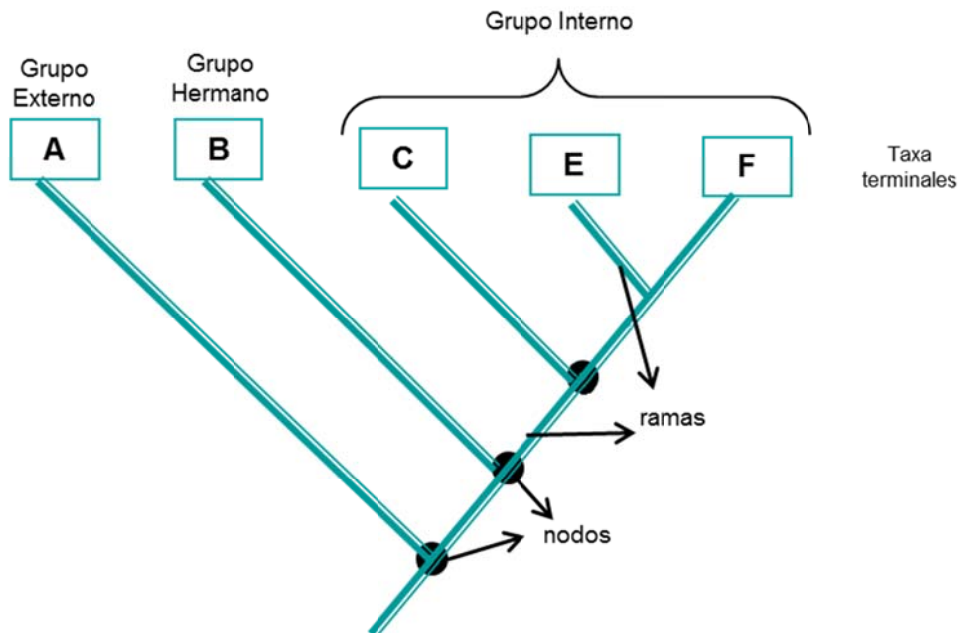 Grupo Interno
Grupo
Externo
Grupo
Hermano
A
B
C
E
F
Taxa
terminales
ramas
nodos